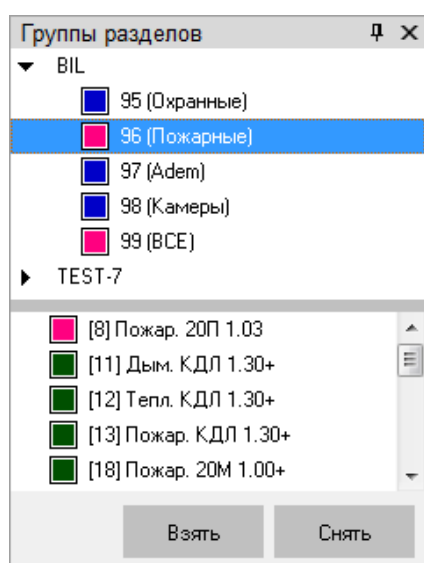 Группы разделов
BIL
95 (Охранные)
96 (Пожарные)
97 (Adem)
98 (Камеры)
99 (ВСЕ)
TEST-7
[8] Пожар. 20П 1.03
[11] Дым. КДЛ 1.30+
[12] Тепл. КДЛ 1.30+
[13] Пожар. КДЛ 1.30+
[18] Пожар. 20М 1.00+
Взять Снять